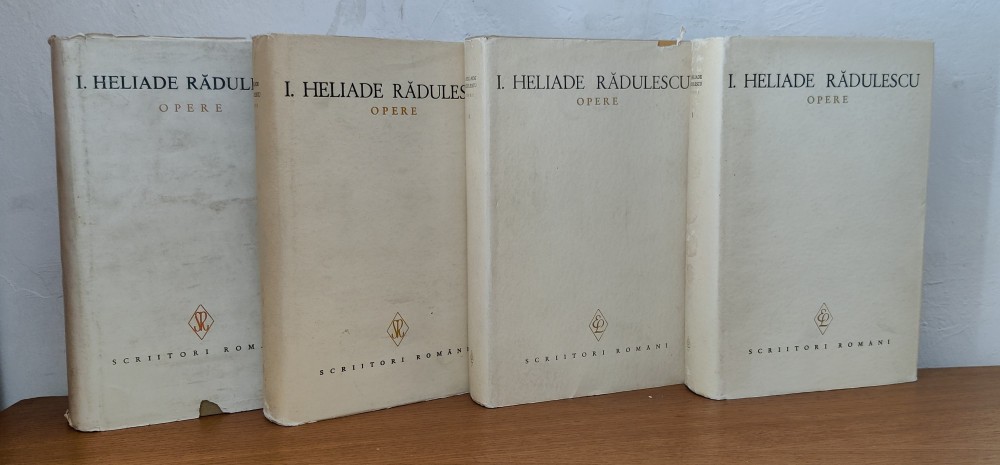 I. HELIADE RĂDUL
OPERE
SCRIITORI ROM
I. HELIADE RĂDULES
OPERE
SCRIITORI ROMÂNI
I. HELIADE RĂDULESCU
OPERE
SCRIITORI ROMÂNI
I. HELIADE RĂDULESCU
OPERE
SCRIITORI ROMÂNI